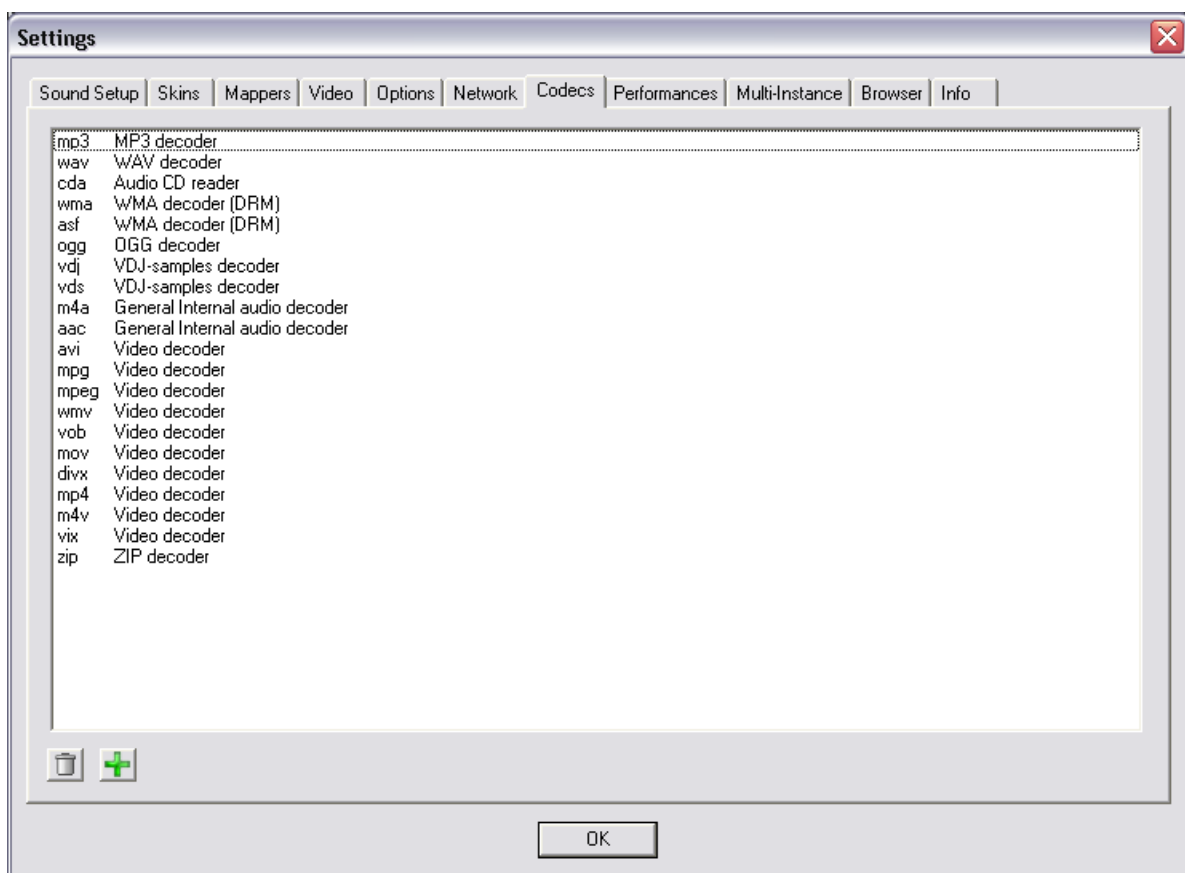 Settings
Sound Setup Skins Mappers Video Options Network Codecs Performances Multi-Instance Browser Info
mp3 MP3 decoder
wav WAV decoder
cda Audio CD reader
wma WMA decoder (DRM)
asf WMA decoder (DRM)
ogg OGG decoder
vdj VDJ-samples decoder
vds VDJ-samples decoder
m4a General Internal audio decoder
aac General Internal audio decoder
avi Video decoder
mpg Video decoder
mpeg Video decoder
wmv Video decoder
vob Video decoder
mov Video decoder
divx Video decoder
mp4 Video decoder
m4v Video decoder
vix Video decoder
zip ZIP decoder
OK